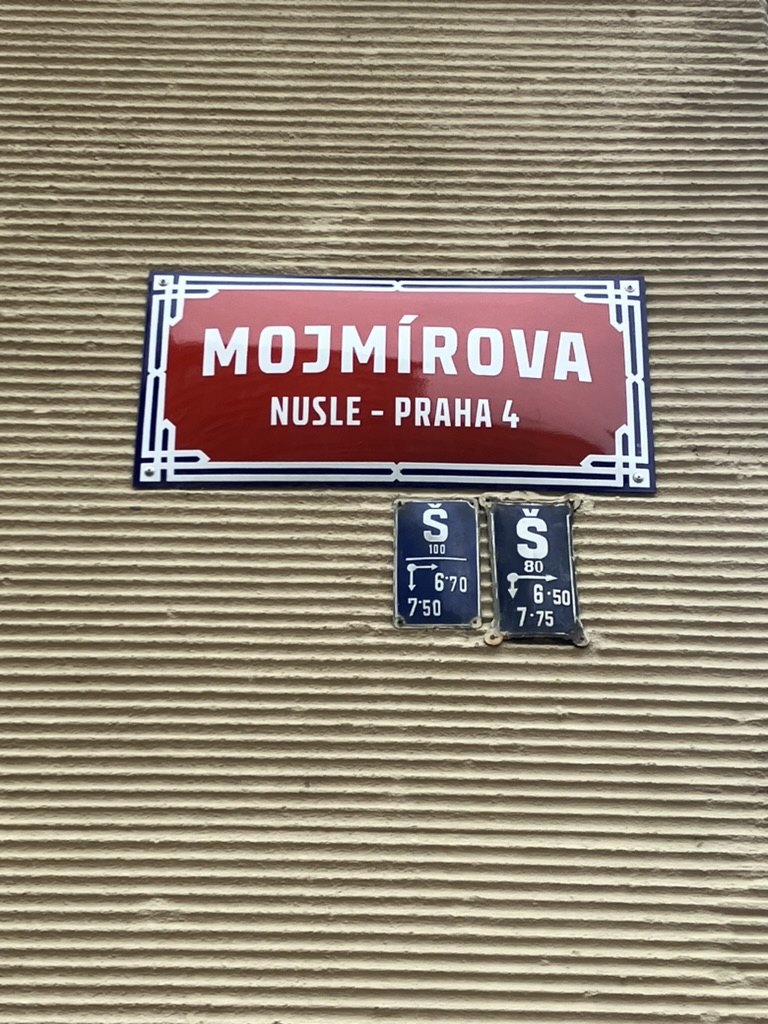 MOJMÍROVA
NUSLE - PRAHA 4
Š
100
6·70
7·50
Š
80
6·50
7·75